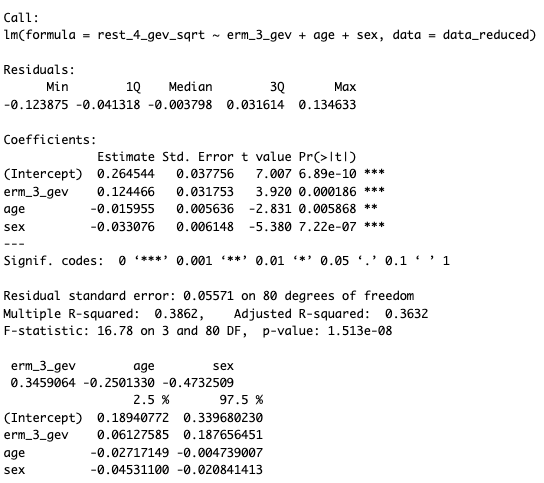 Call:
lm(formula = rest_4_gev_sqrt ~ erm_3_gev + age + sex, data = data_reduced)
Residuals:
Min 1Q Median 3Q Max
-0.123875 -0.041318 -0.003798 0.031614 0.134633
Coefficients:
Estimate Std. Error t value Pr(>|t|)
(Intercept) 0.264544 0.037756 7.007 6.89e-10 ***
erm_3_gev 0.124466 0.031753 3.920 0.000186 ***
age -0.015955 0.005636 -2.831 0.005868 **
sex -0.033076 0.006148 -5.380 7.22e-07 ***
---
Signif. codes: 0 ‘***’ 0.001 ‘**’ 0.01 ‘*’ 0.05 ‘.’ 0.1 ‘ ’ 1
Residual standard error: 0.05571 on 80 degrees of freedom
Multiple R-squared: 0.3862, Adjusted R-squared: 0.3632
F-statistic: 16.78 on 3 and 80 DF, p-value: 1.513e-08
erm_3_gev age sex
0.3459064 -0.2501330 -0.4732509
2.5 % 97.5 %
(Intercept) 0.18940772 0.339680230
erm_3_gev 0.06127585 0.187656451
age -0.02717149 -0.004739007
sex -0.04531100 -0.020841413